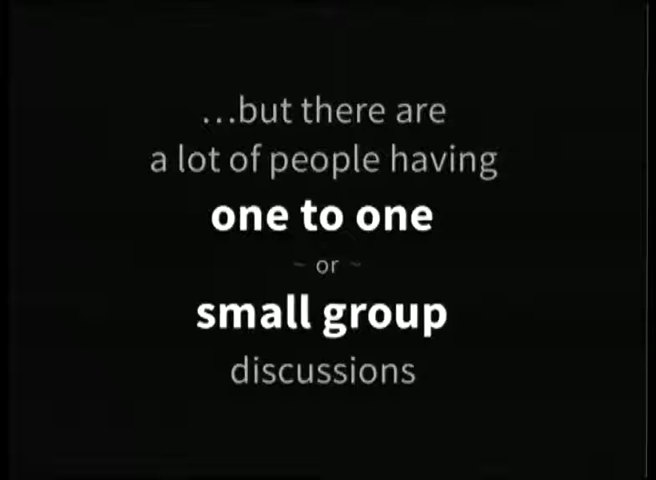 ...but there are
a lot of people having
one to one
~ or ~
small group
discussions